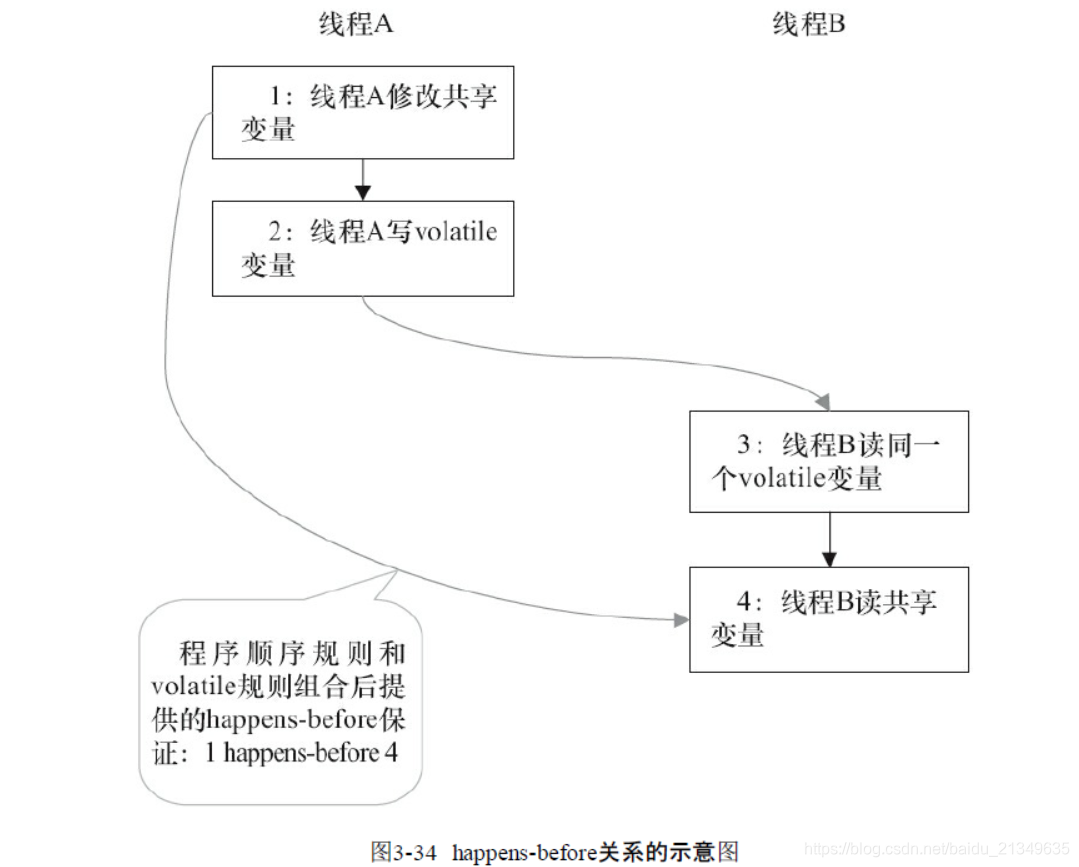 线程A
线程B
1：线程A修改共享
变量
2：线程A写volatile
变量
3：线程B读同一
个volatile变量
4：线程B读共享
变量
程序顺序规则和
volatile规则组合后提
供的happens-before保
证：1 happens-before 4
图3-34 happens-before关系的示意图
https://blog.csdn.net/baidu_21349635